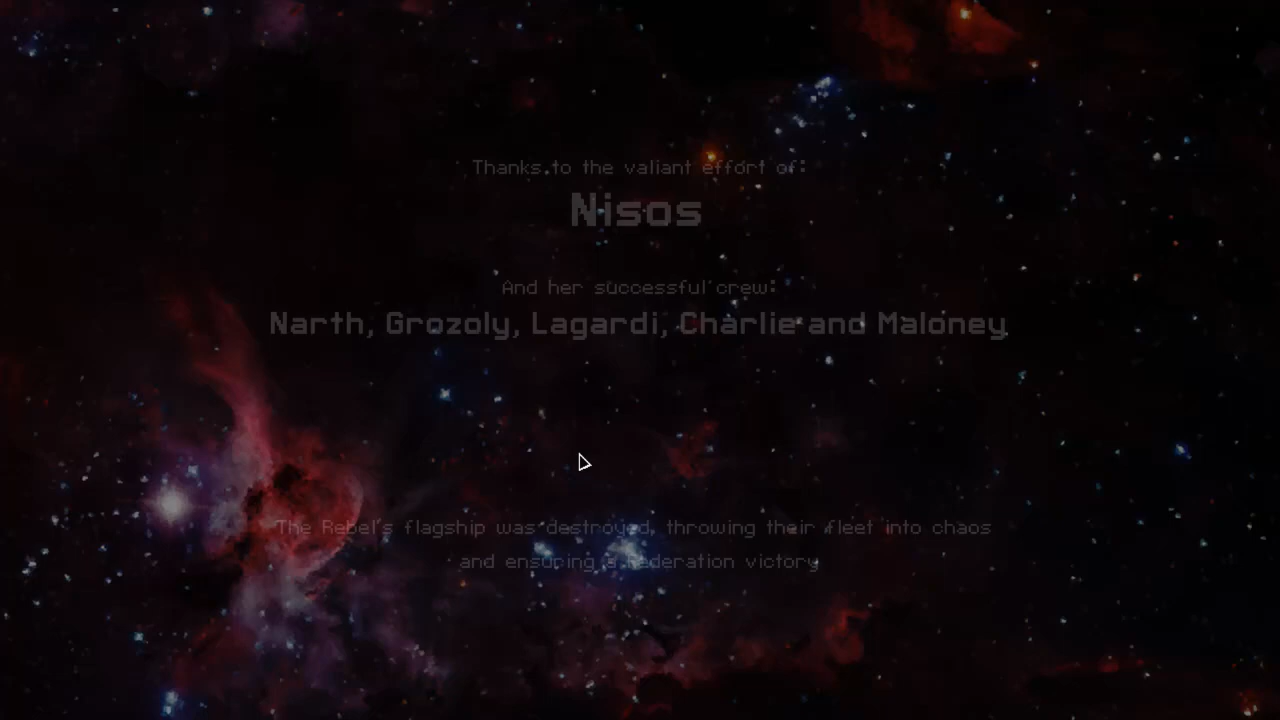 Thanks to the valiant effort of:
Nisos
And her successful crew:
Narth, Grozoly, Lagardi, Charlie and Maloney
The Rebel's flagship was destroyed, throwing their fleet into chaos
and ensuring a Federation victory